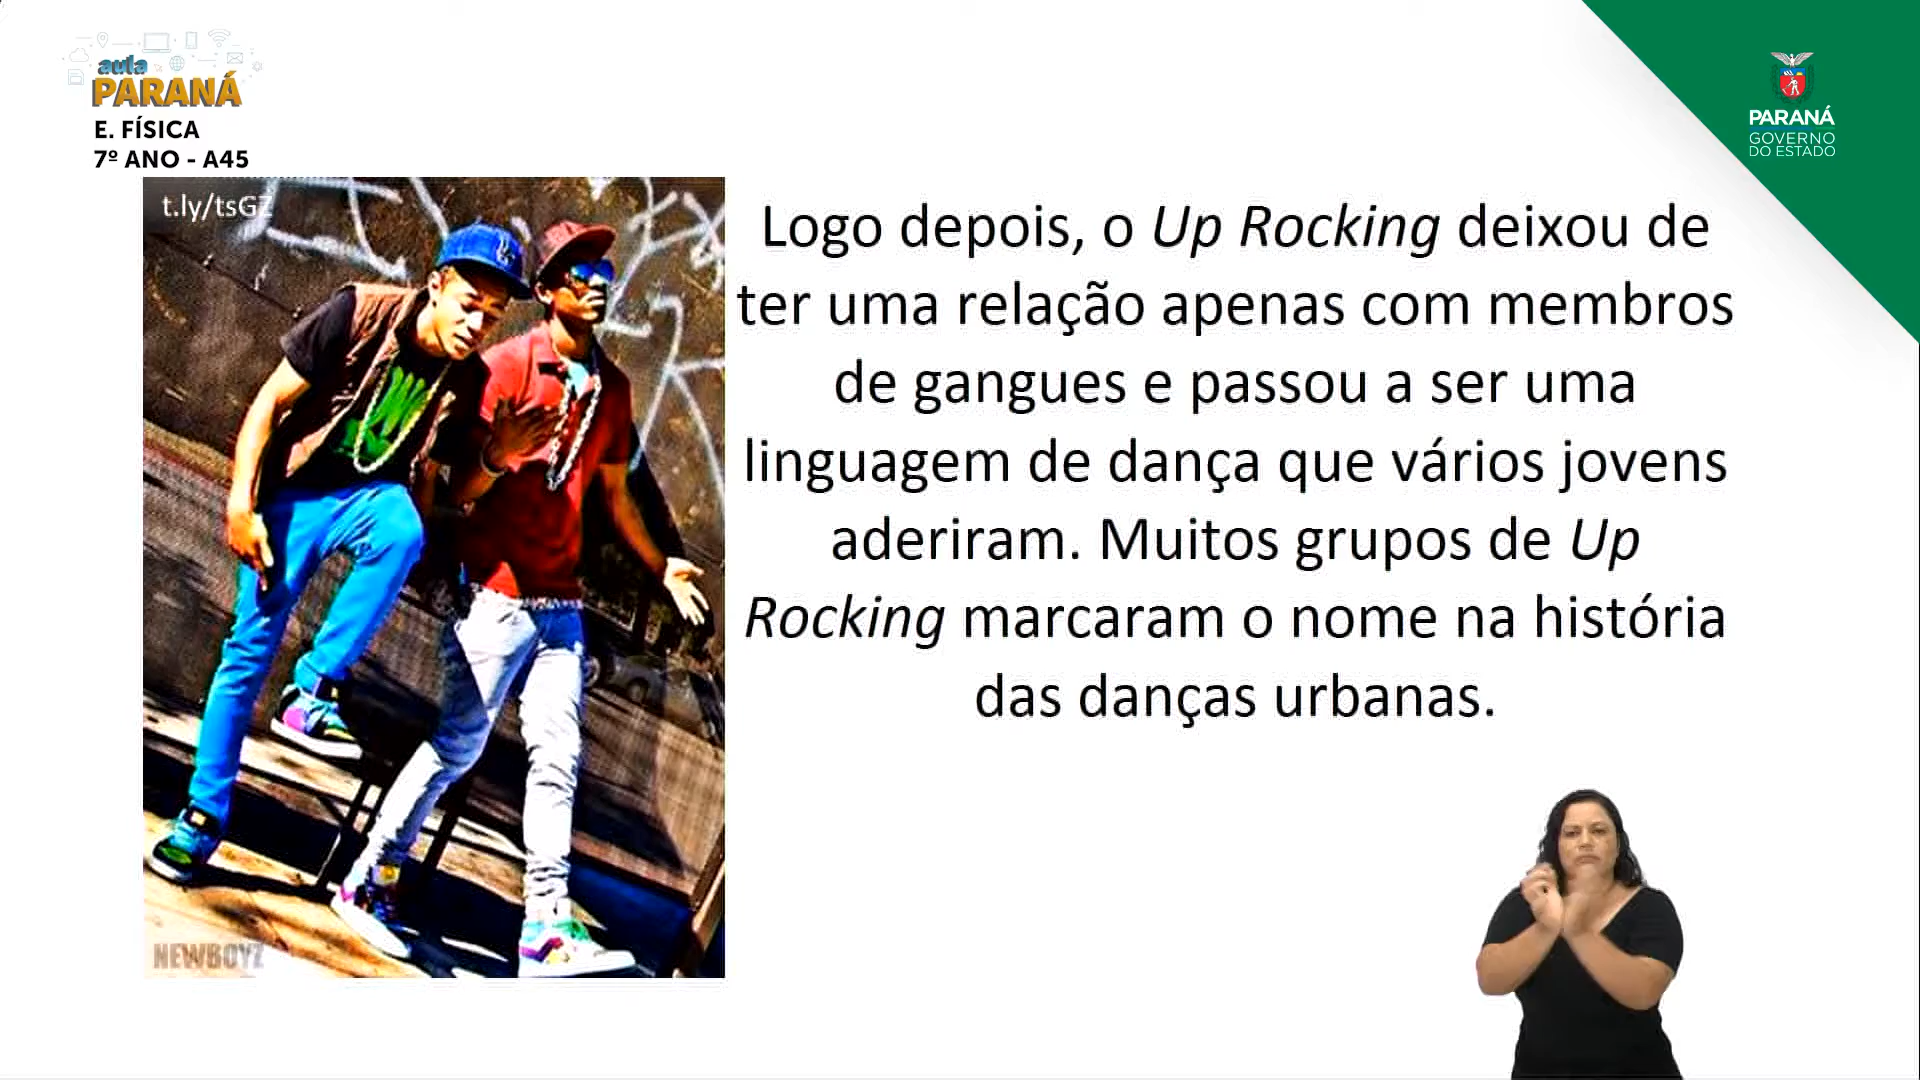 aula
PARANÁ
E. FÍSICA
7º ANO - A45
PARANÁ
GOVERNO
DO ESTADO
t.ly/tsGZ
Logo depois, o Up Rocking deixou de
ter uma relação apenas com membros
de gangues e passou a ser uma
linguagem de dança que vários jovens
aderiram. Muitos grupos de Up
Rocking marcaram o nome na história
das danças urbanas.
NEWBOYZ